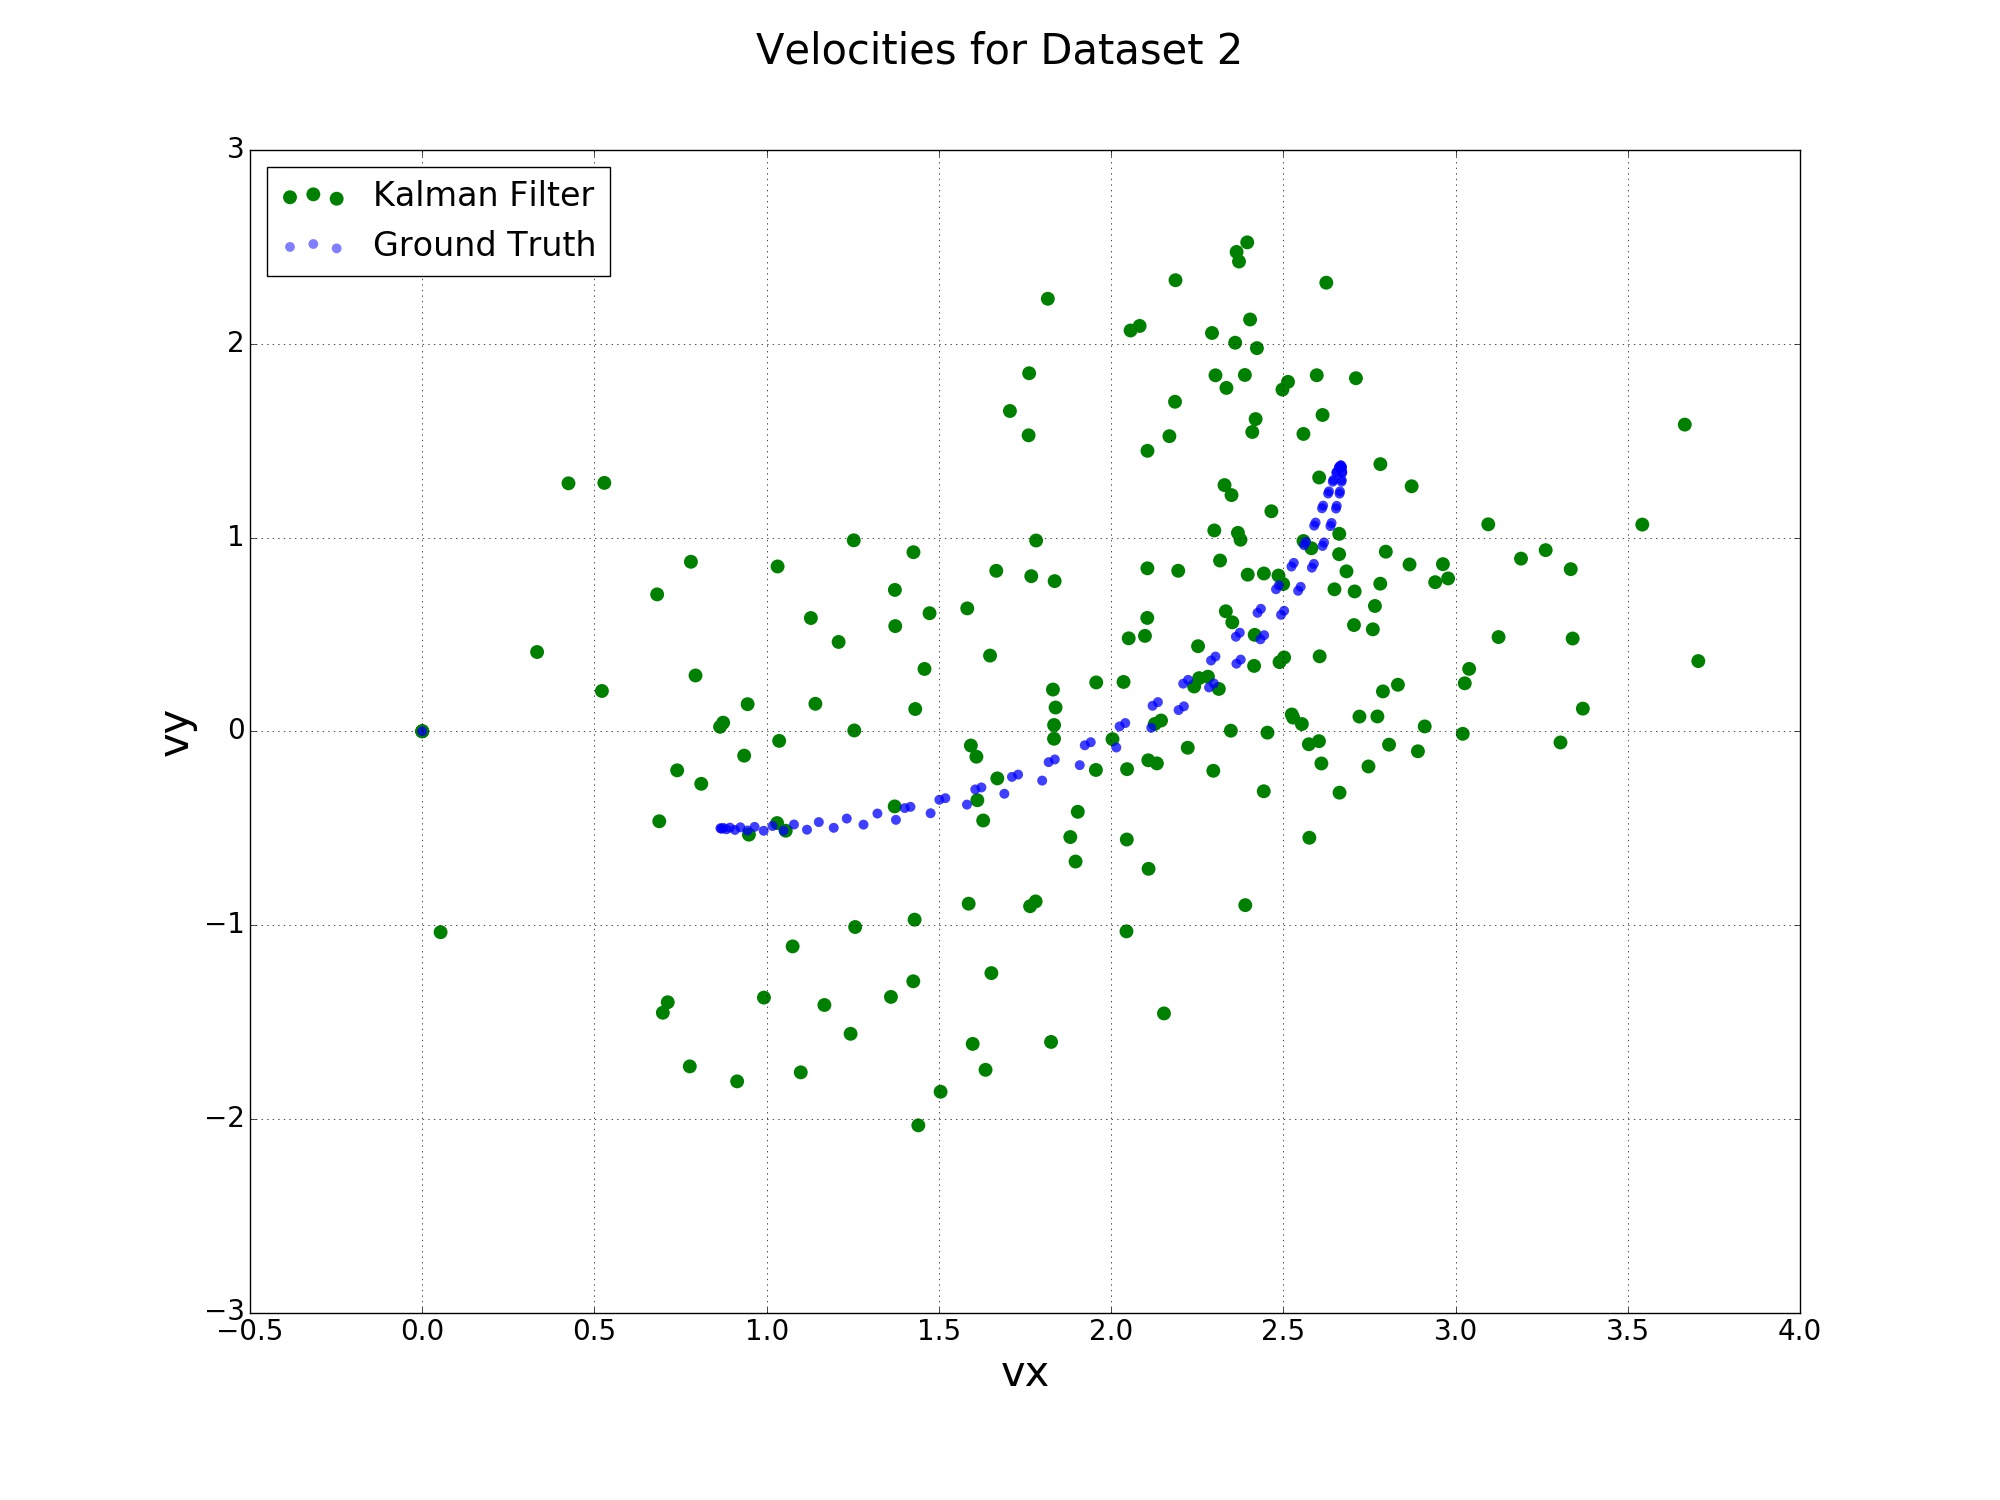 Velocities for Dataset 2
Kalman Filter
Ground Truth
3
2
1
0
−1
−2
−3
vy
−0.5 0.0 0.5 1.0 1.5 2.0 2.5 3.0 3.5 4.0
vx